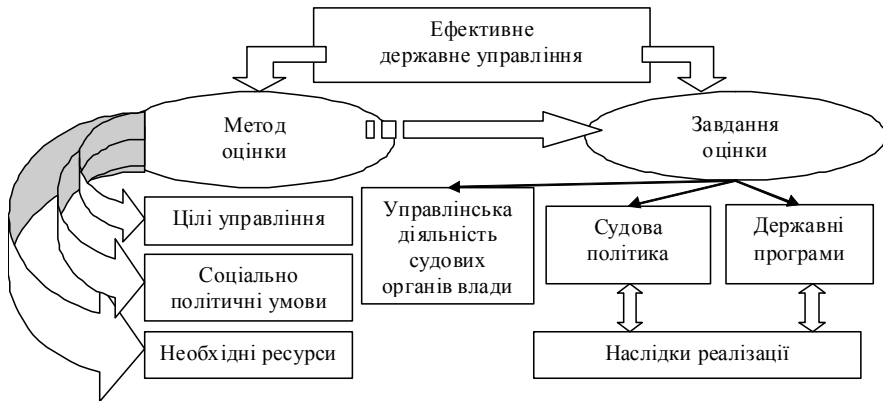 Ефективне
державне управління
Метод
оцінки
Завдання
оцінки
Цілі управління
Соціально
політичні умови
Необхідні ресурси
Управлінська
діяльність
судових
органів влади
Судова
політика
Державні
програми
Наслідки реалізації